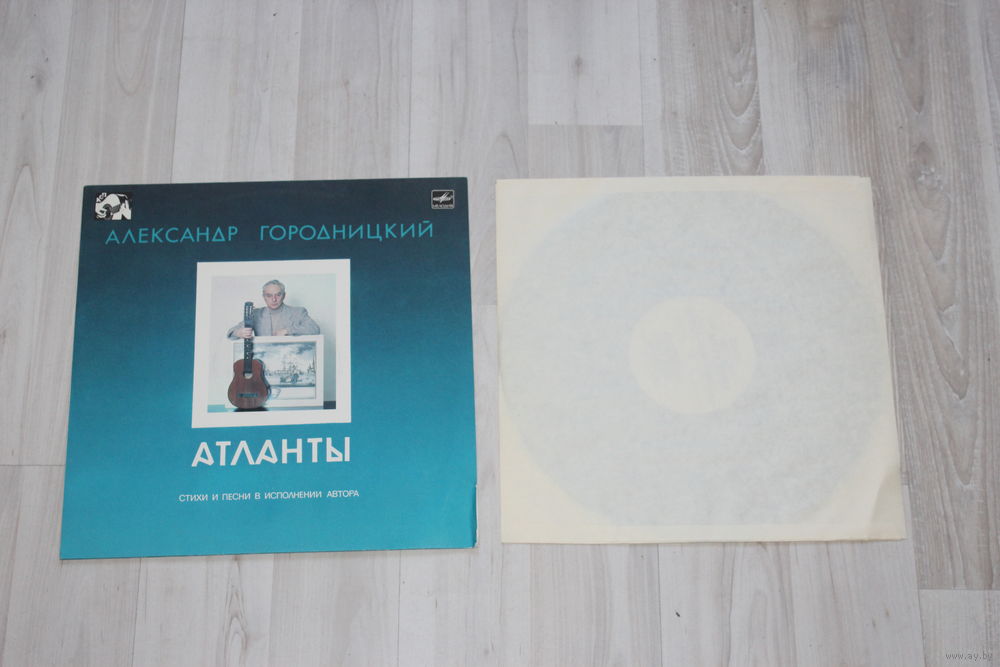 АЛЕКСАНДР ГОРОДНИЦКИЙ
АТЛАНТЫ
СТИХИ И ПЕСНИ В ИСПОЛНЕНИИ АВТОРА
www.ay.by